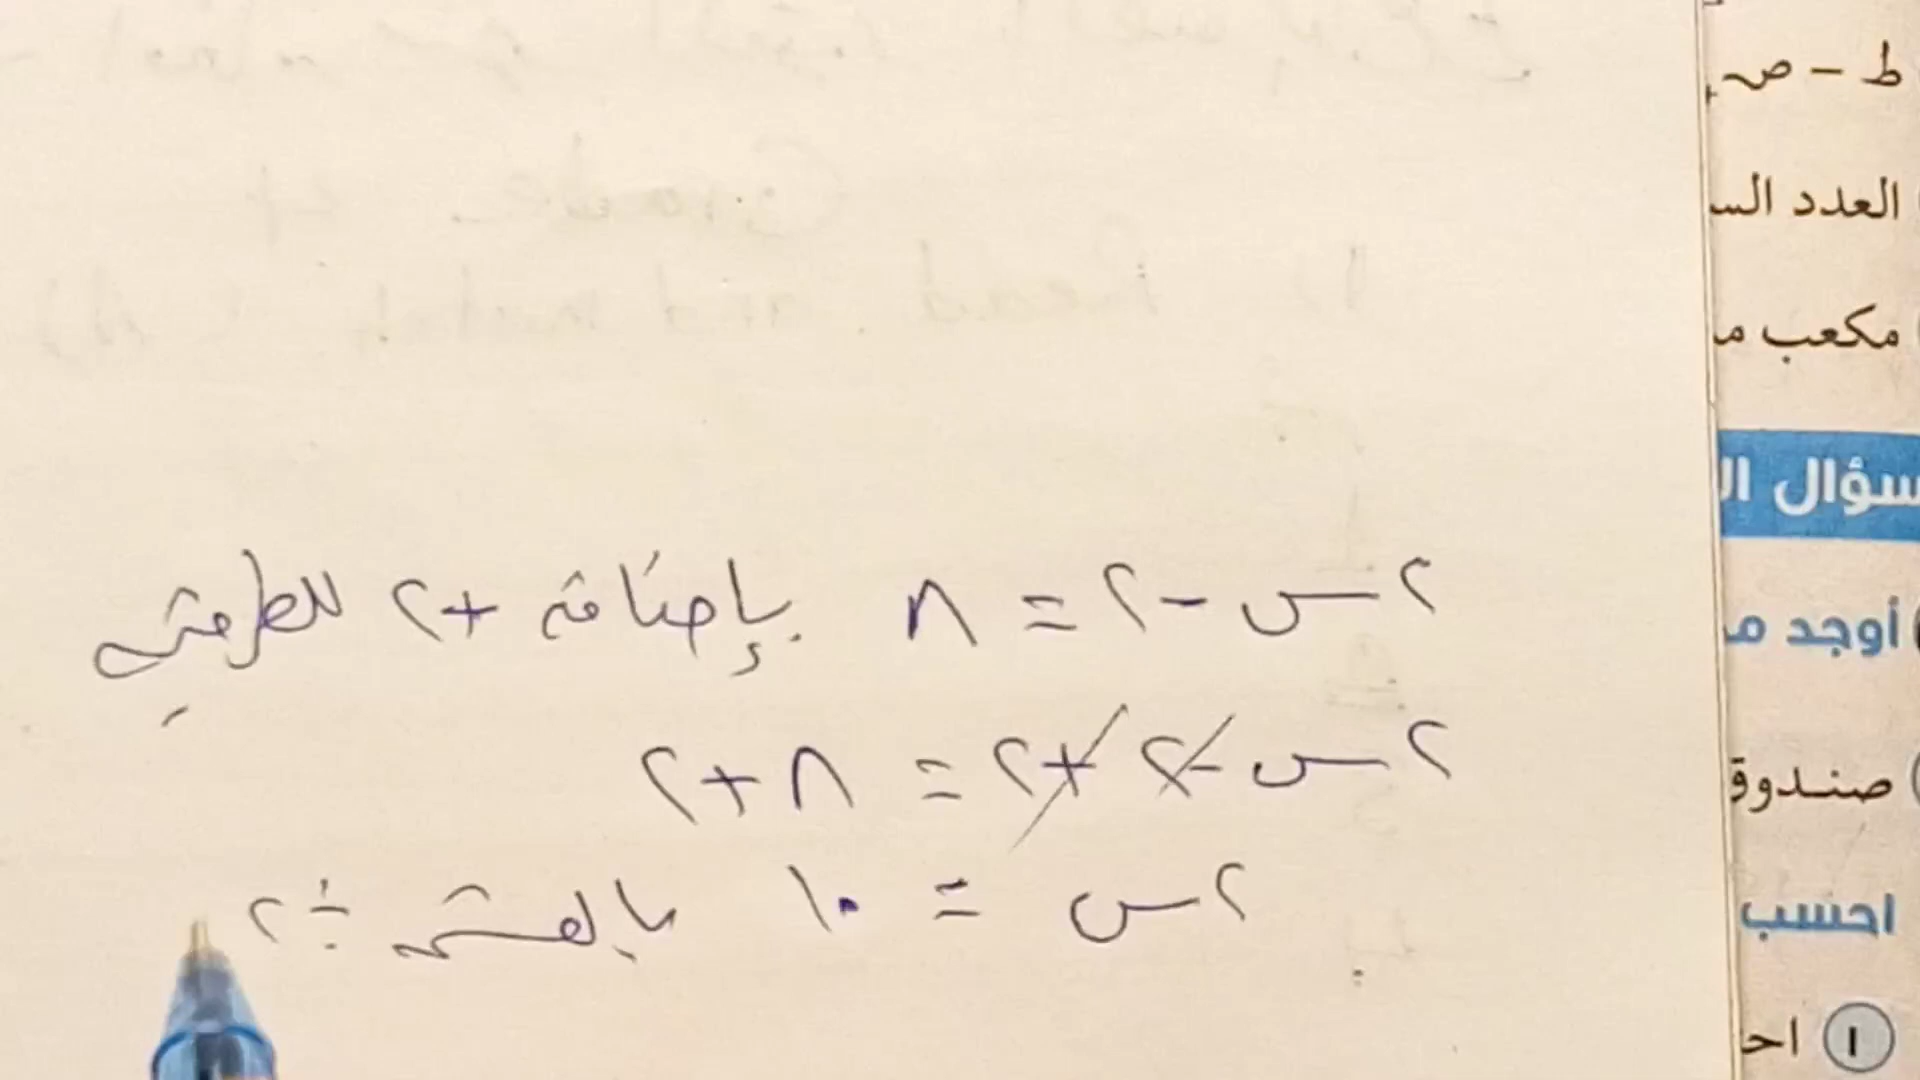 ط - ص
العدد الس
مكعب م
سؤال ال
أوجد م
صندوق
احسب
١ اح
٢س - ٢ = ٨ بإضافة + ٢ للطرفين
٢س - ٢ + ٢ = ٨ + ٢
٢س = ١٠ بالقسمة ÷ ٢